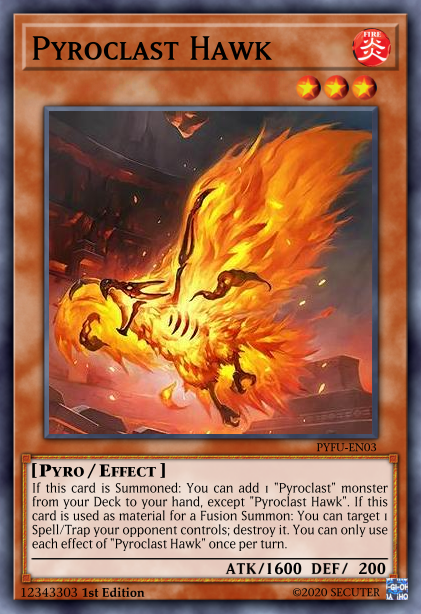 Pyroclast Hawk
FIRE
炎
PYFU-EN03
[Pyro / Effect ]
If this card is Summoned: You can add 1 "Pyroclast" monster
from your Deck to your hand, except "Pyroclast Hawk". If this
card is used as material for a Fusion Summon: You can target 1
Spell/Trap your opponent controls; destroy it. You can only use
each effect of "Pyroclast Hawk" once per turn.
ATK/1600 DEF/ 200
12343303 1st Edition
©2020 SECUTER